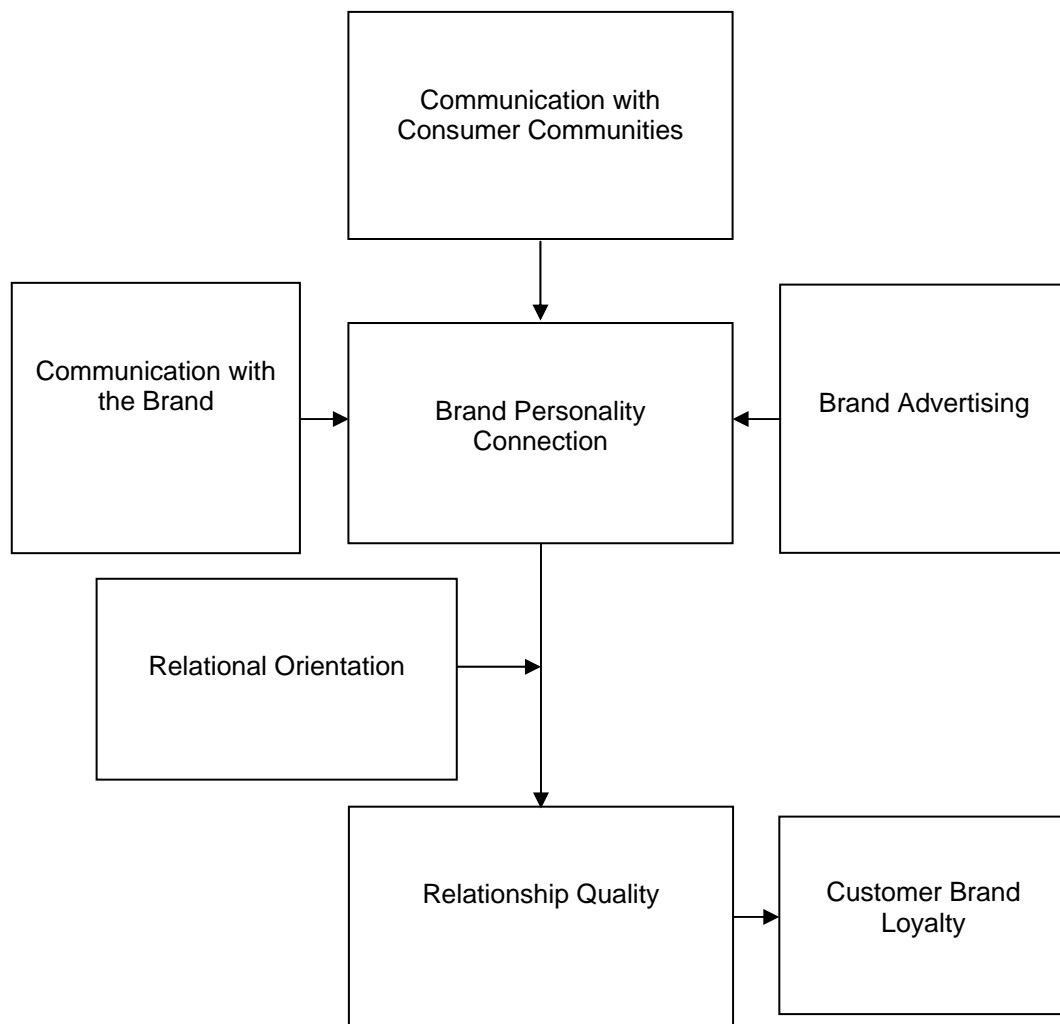 Communication with
Consumer Communities
Communication with
the Brand
Brand Personality
Connection
Brand Advertising
Relational Orientation
Relationship Quality
Customer Brand
Loyalty